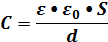 C = ε • ε₀ • S / d